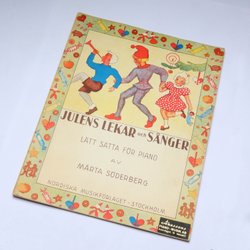 JULENS LEKAR och SÅNGER
LÄTT SATTA FÖR PIANO
AV
MÄRTA SÖDERBERG
NORDISKA MUSIKFÖRLAGET - STOCKHOLM